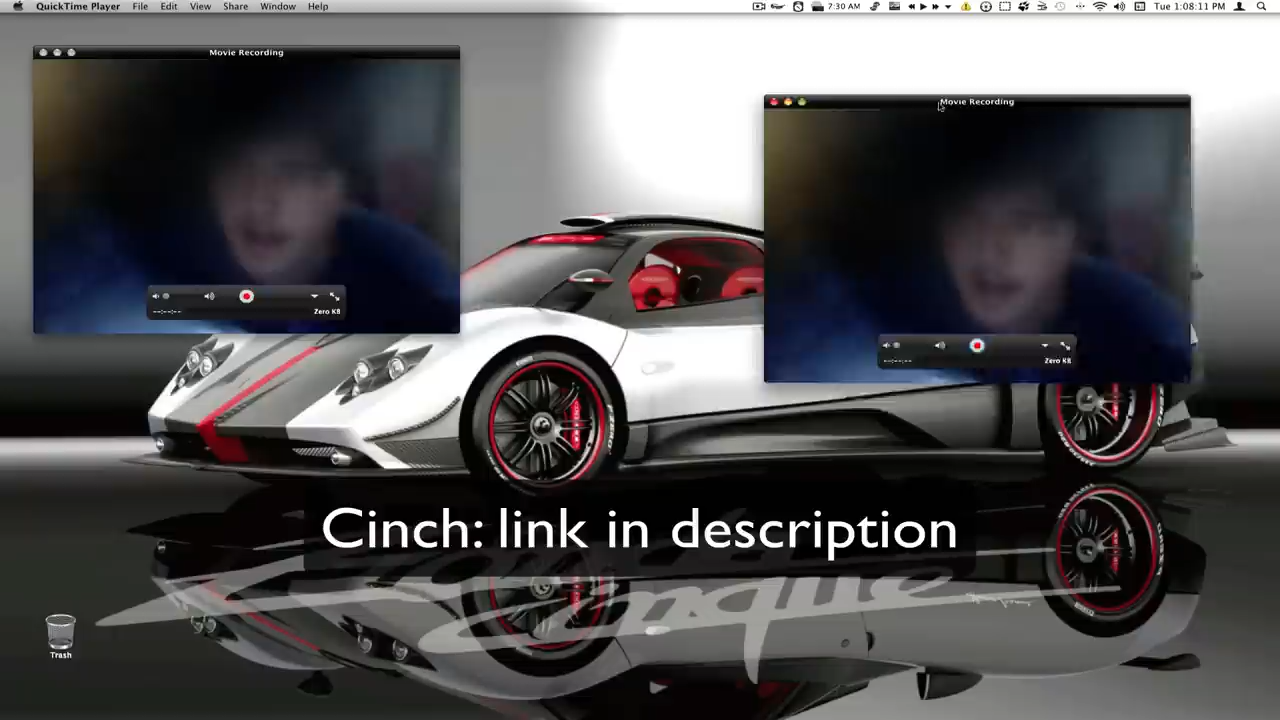 QuickTime Player File Edit View Share Window Help 7:30 AM Tue 1:08:11 PM
Movie Recording
Movie Recording
--:--:-- Zero KB
--:--:-- Zero KB
Cinch: link in description
Cinque
Trash